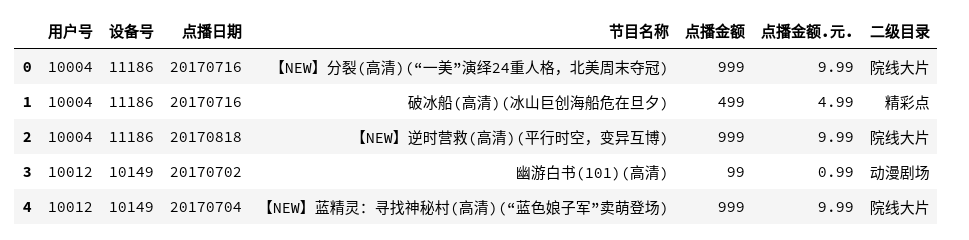 用户号 设备号 点播日期 节目名称 点播金额 点播金额.元. 二级目录
0 10004 11186 20170716 【NEW】分裂(高清)(“一美”演绎24重人格，北美周末夺冠) 999 9.99 院线大片
1 10004 11186 20170716 破冰船(高清)(冰山巨创海船危在旦夕) 499 4.99 精彩点
2 10004 11186 20170818 【NEW】逆时营救(高清)(平行时空，变异互博) 999 9.99 院线大片
3 10012 10149 20170702 幽游白书(101)(高清) 99 0.99 动漫剧场
4 10012 10149 20170704 【NEW】蓝精灵：寻找神秘村(高清)(“蓝色娘子军”卖萌登场) 999 9.99 院线大片